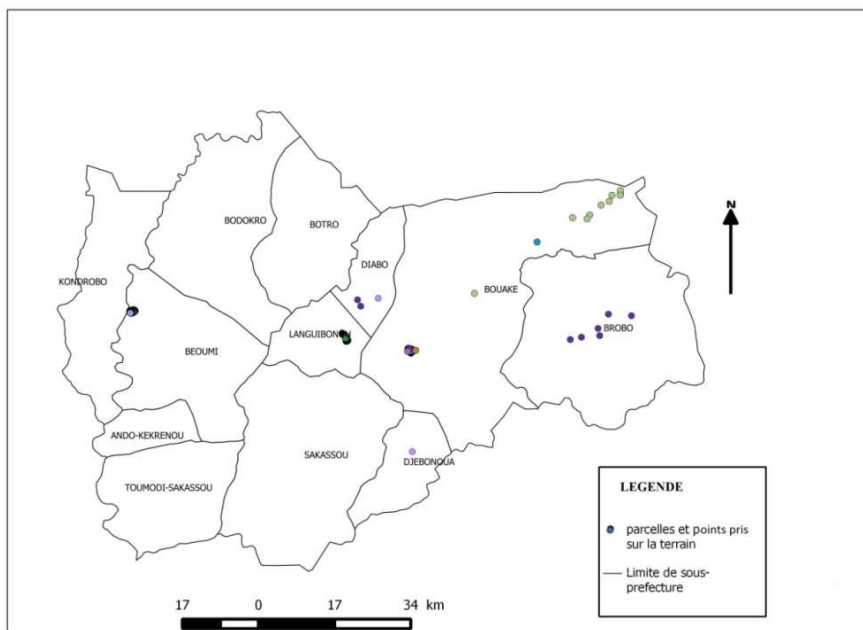 N
BODOKRO
BOTRO
DIABO
KONDROBO
BOUAKE
LANGUIBONOU
BROBO
BEOUMI
ANDO-KEKRENOU
SAKASSOU
DJEBONOUA
TOUMODI-SAKASSOU
LEGENDE
parcelles et points pris
sur la terrain
Limite de sous-
prefecture
17 0 17 34 km